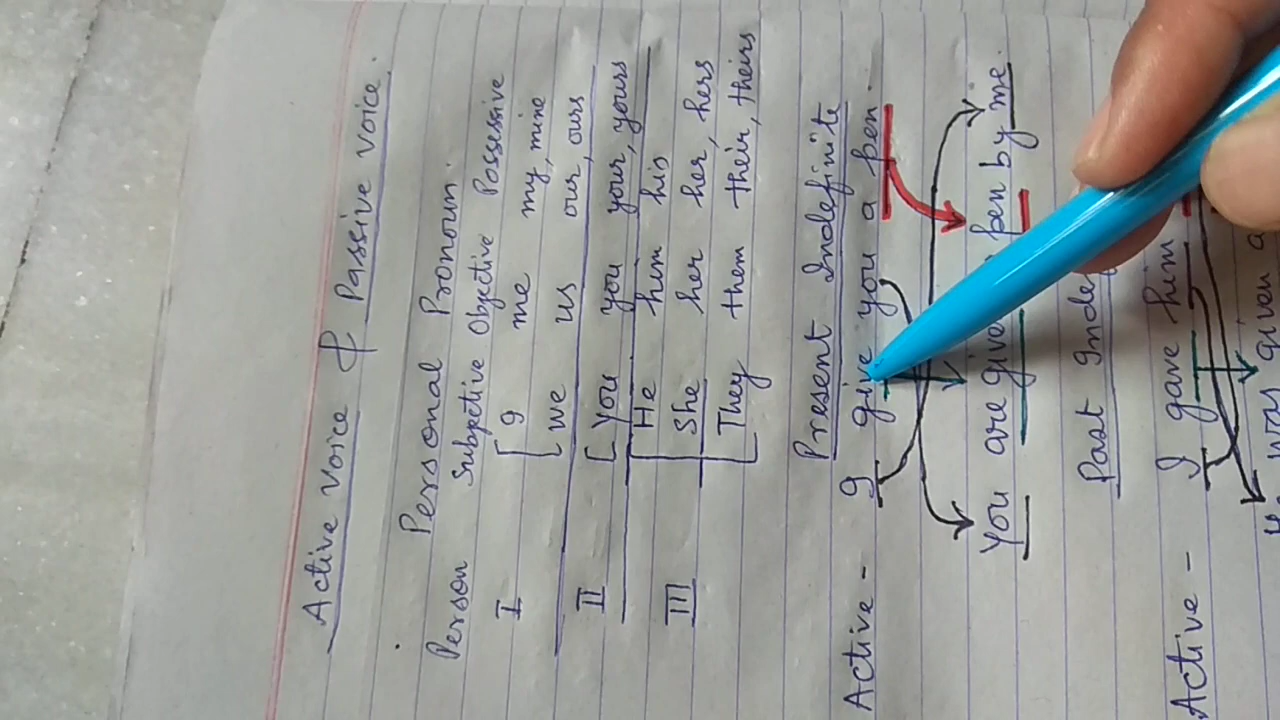 Active voice & Passive voice.
Personal Pronoun.
Person Subjective Objective Possessive
I [ I me my, mine
[ We us our, ours
II [ You you your, yours
III [ He him his
[ She her her, hers
[ They them their, theirs
Present Indefinite
Active - I give you a pen.
You are pen by me.
Past
Active - I gave him
was given a